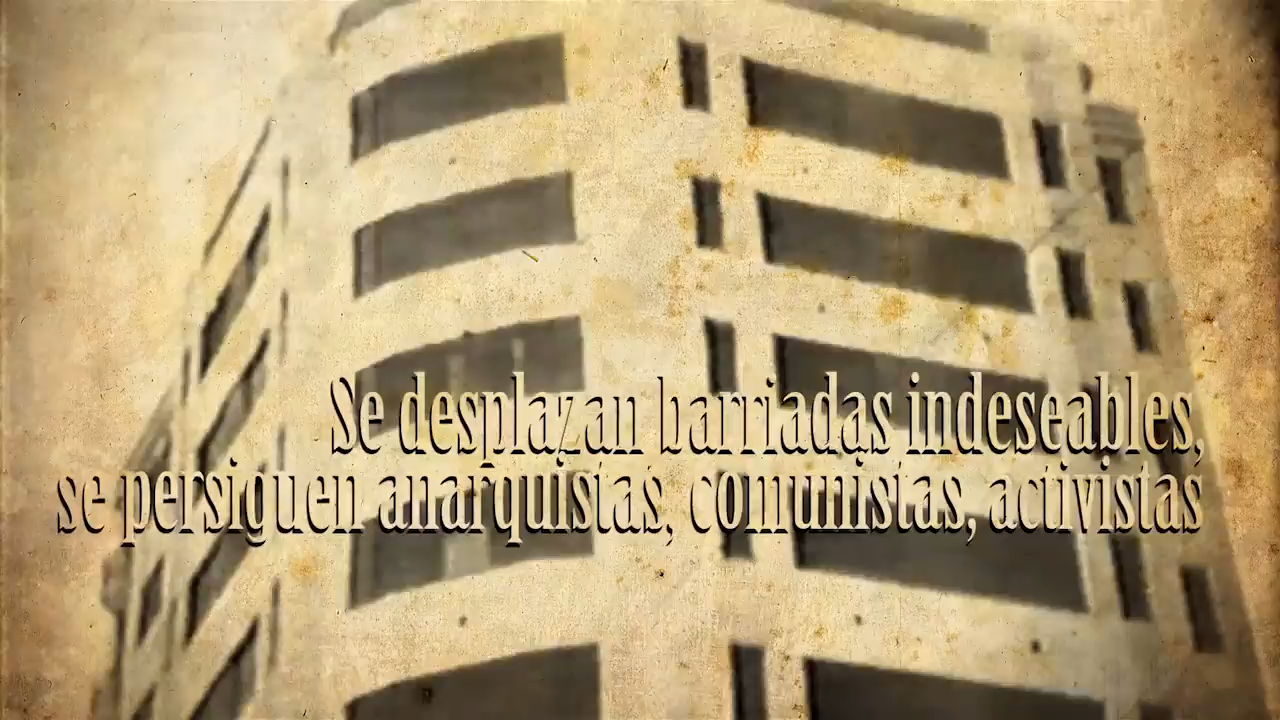 Se desplazan barriadas indeseables,
se persiguen anarquistas, comunistas, activistas